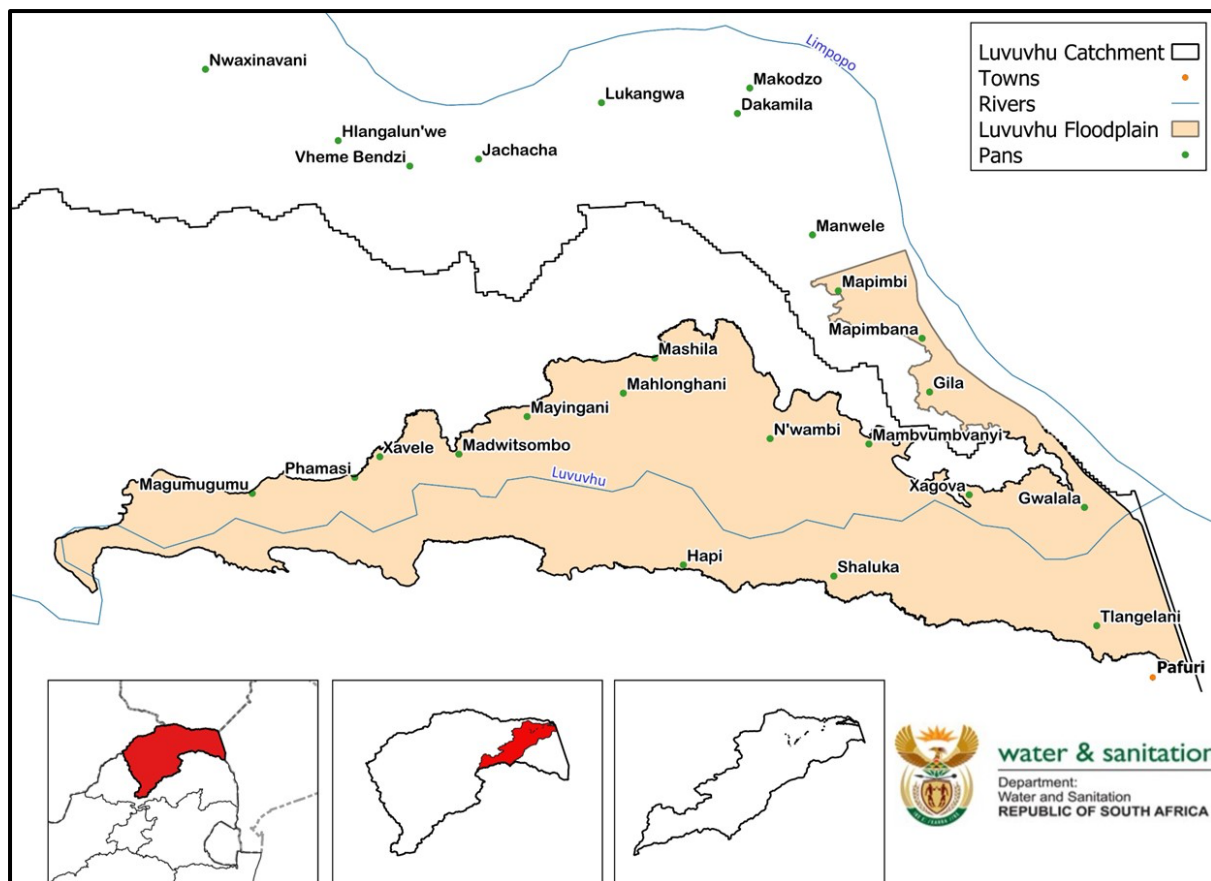 Nwaxinavani
Limpopo
Makodzo
Lukangwa
Dakamila
Hlangalun'we
Vheme Bendzi
Jachacha
Luvuvhu Catchment
Towns
Rivers
Luvuvhu Floodplain
Pans
Manwele
Mapimbi
Mapimbana
Mashila
Gila
Mahlonghani
Mayingani
N'wambi
Mambvumbvanyi
Xavele
Madwitsombo
Phamasi
Luvuvhu
Magumugumu
Xagova
Gwalala
Hapi
Shaluka
Tlangelani
Pafuri
water & sanitation
Department:
Water and Sanitation
REPUBLIC OF SOUTH AFRICA